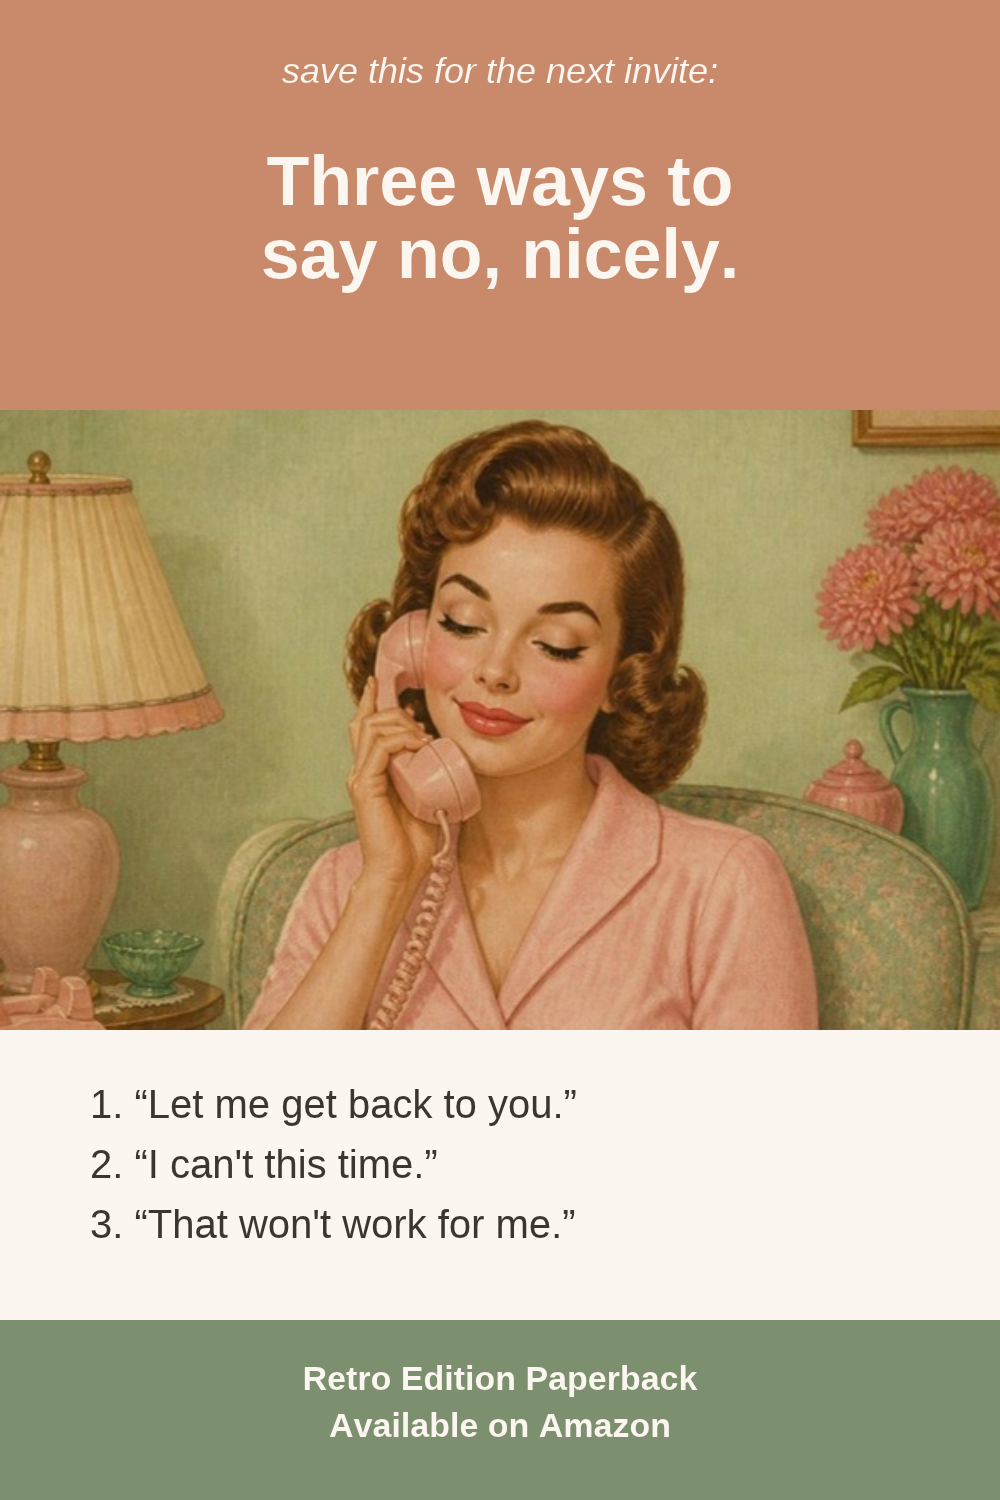 save this for the next invite:
Three ways to
say no, nicely.
1. “Let me get back to you.”
2. “I can't this time.”
3. “That won't work for me.”
Retro Edition Paperback
Available on Amazon